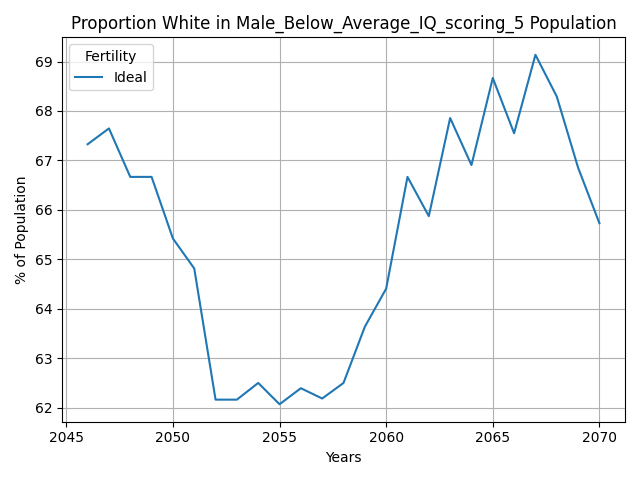 Proportion White in Male_Below_Average_IQ_scoring_5 Population
Fertility
Ideal
% of Population
69
68
67
66
65
64
63
62
2045 2050 2055 2060 2065 2070
Years